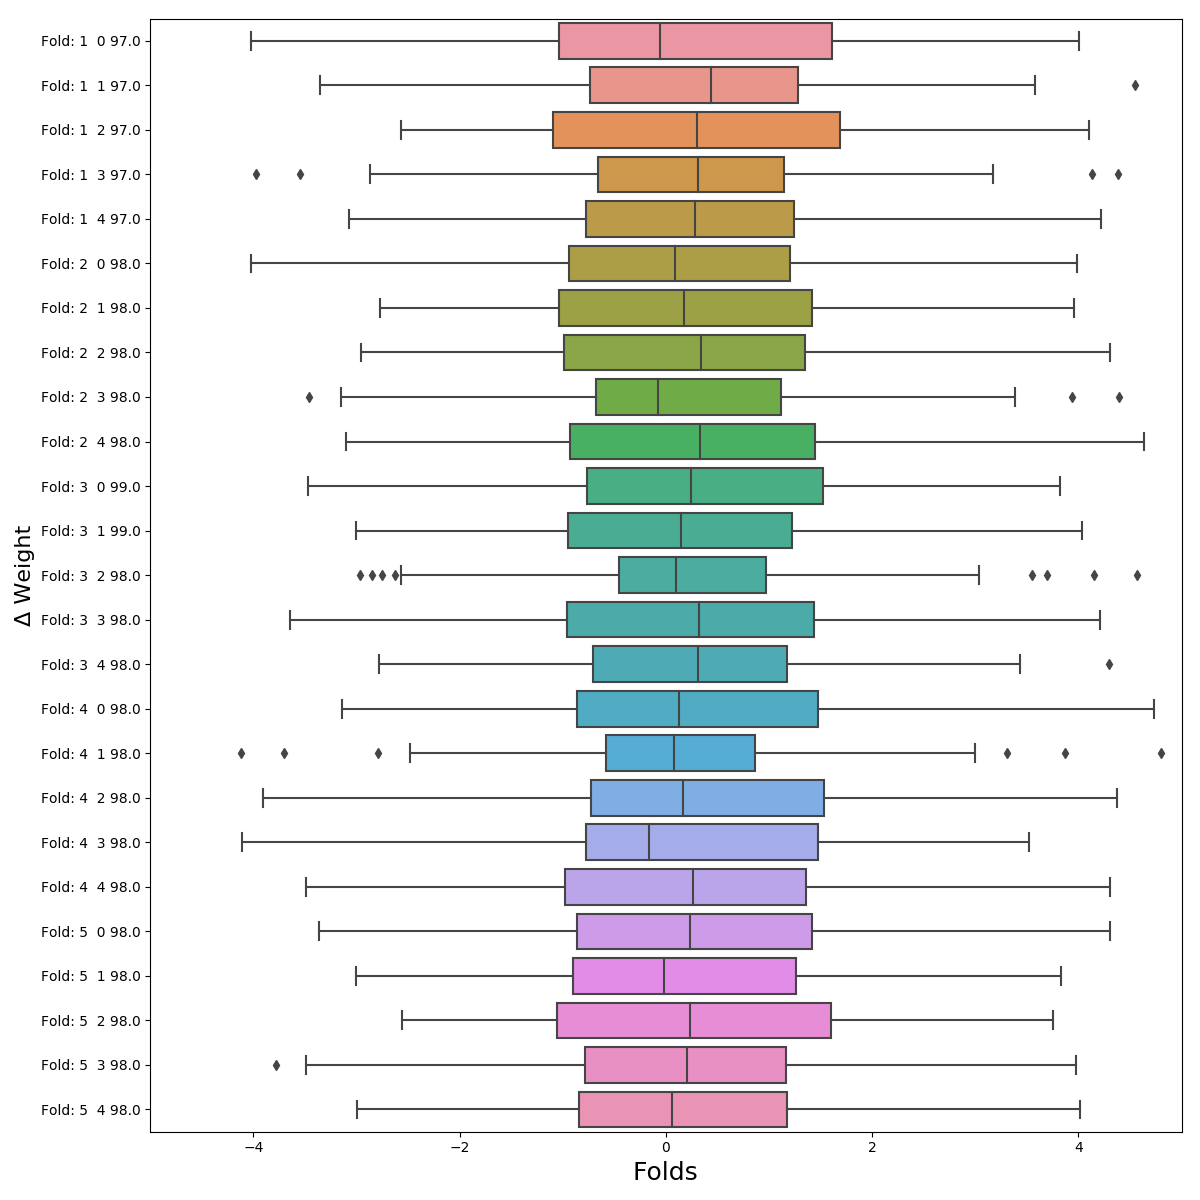 Fold: 1  0 97.0
Fold: 1  1 97.0
Fold: 1  2 97.0
Fold: 1  3 97.0
Fold: 1  4 97.0
Fold: 2  0 98.0
Fold: 2  1 98.0
Fold: 2  2 98.0
Fold: 2  3 98.0
Fold: 2  4 98.0
Fold: 3  0 99.0
Fold: 3  1 99.0
Fold: 3  2 98.0
Fold: 3  3 98.0
Fold: 3  4 98.0
Fold: 4  0 98.0
Fold: 4  1 98.0
Fold: 4  2 98.0
Fold: 4  3 98.0
Fold: 4  4 98.0
Fold: 5  0 98.0
Fold: 5  1 98.0
Fold: 5  2 98.0
Fold: 5  3 98.0
Fold: 5  4 98.0
Δ Weight
−4 −2 0 2 4
Folds